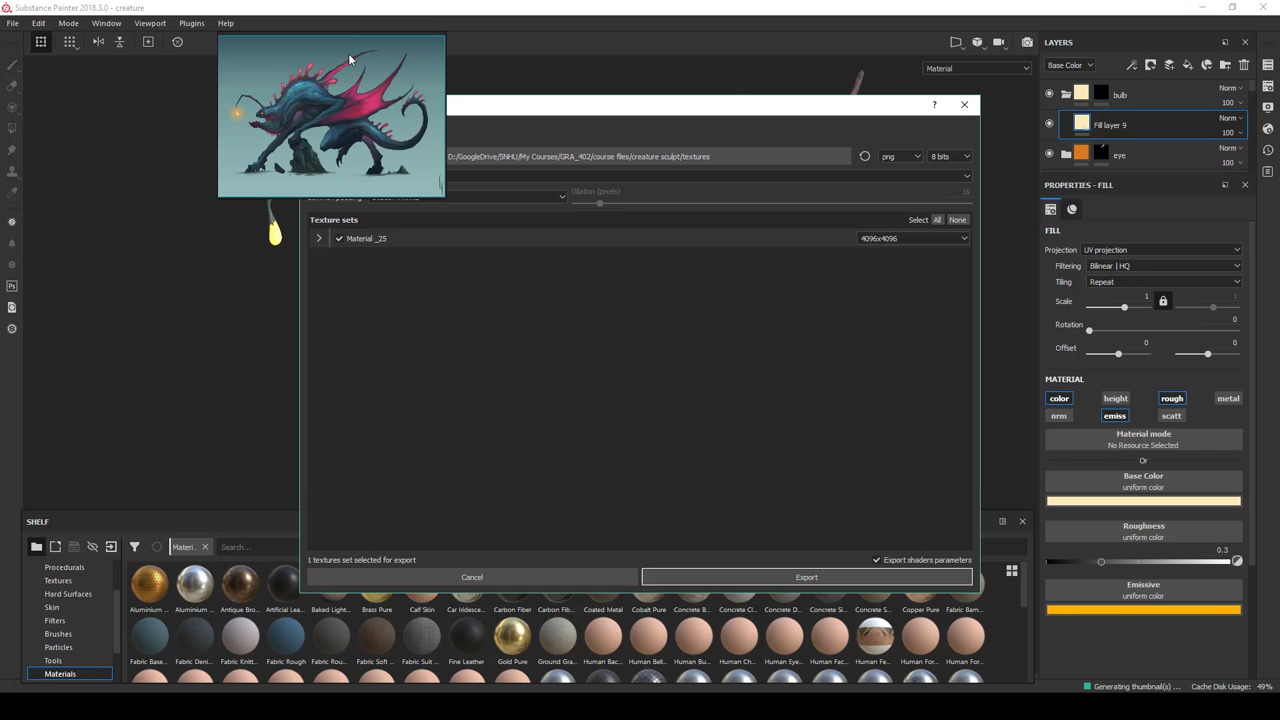 Substance Painter 2018.3.0 - creature
File Edit Mode Window Viewport Plugins Help
Material
LAYERS
Base Color
bulb Norm 100
Fill layer 9 Norm 100
eye Norm 100
D:/GoogleDrive/SNHU/My Courses/GRA_402/course files/creature sculpt/textures png 8 bits
Dilation (pixels) 15
Texture sets Select All None
Material _25 4096x4096
1 textures set selected for export Export shaders parameters
Cancel Export
PROPERTIES - FILL
FILL
Projection UV projection
Filtering Bilinear | HQ
Tiling Repeat
Scale 1 1
Rotation 0
Offset 0 0
MATERIAL
color height rough metal
nrm emiss scatt
Material mode
No Resource Selected
Or
Base Color
uniform color
Roughness
uniform color
0.3
Emissive
uniform color
SHELF
Materi... Search...
Procedurals
Textures
Hard Surfaces
Skin
Filters
Brushes
Particles
Tools
Materials
Aluminium ... Aluminium ... Antique Bro... Artificial Lea... Baked Light... Brass Pure Calf Skin Car Iridesce... Carbon Fiber Carbon Fib... Coated Metal Cobalt Pure Concrete B... Concrete Cl... Concrete D... Concrete S... Concrete Si... Copper Pure Fabric Bam...
Fabric Base... Fabric Deni... Fabric Knitt... Fabric Rough Fabric Rou... Fabric Soft ... Fabric Suit ... Fine Leather Gold Pure Ground Gra... Human Bac... Human Bel... Human Bu... Human Ch... Human Eye... Human Fac... Human Fe... Human For... Human For...
Generating thumbnail(s) ... Cache Disk Usage: 49%